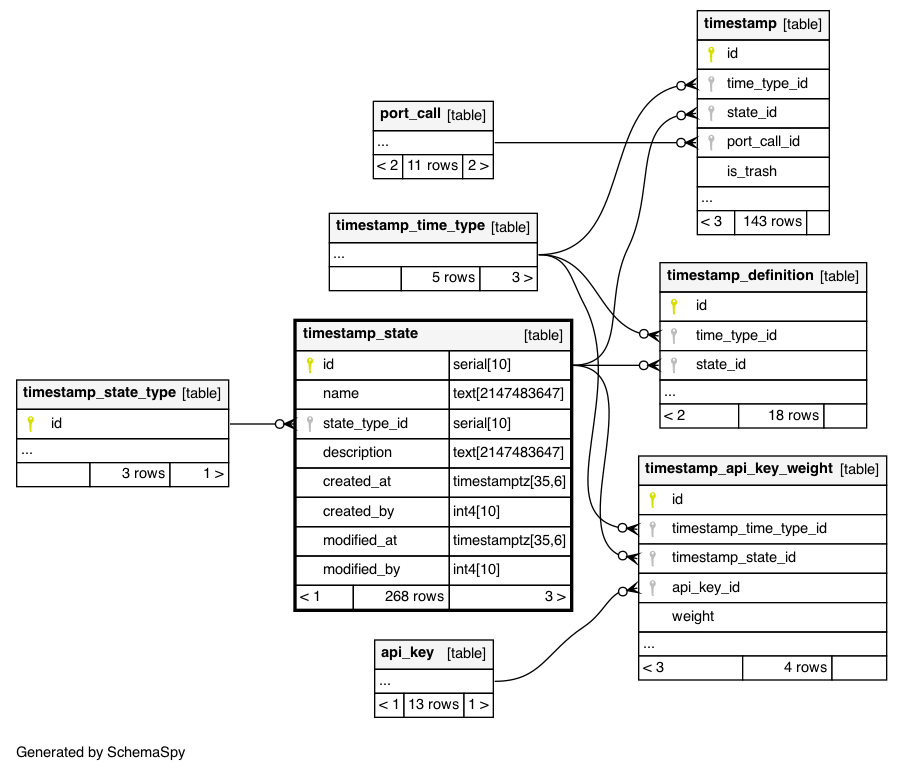 timestamp [table]
id
time_type_id
state_id
port_call_id
is_trash
...
< 3 143 rows
port_call [table]
...
< 2 11 rows 2 >
timestamp_time_type [table]
...
5 rows 3 >
timestamp_definition [table]
id
time_type_id
state_id
...
< 2 18 rows
timestamp_state [table]
id serial[10]
name text[2147483647]
state_type_id serial[10]
description text[2147483647]
created_at timestamptz[35,6]
created_by int4[10]
modified_at timestamptz[35,6]
modified_by int4[10]
< 1 268 rows 3 >
timestamp_state_type [table]
id
...
3 rows 1 >
timestamp_api_key_weight [table]
id
timestamp_time_type_id
timestamp_state_id
api_key_id
weight
...
< 3 4 rows
api_key [table]
...
< 1 13 rows 1 >
Generated by SchemaSpy